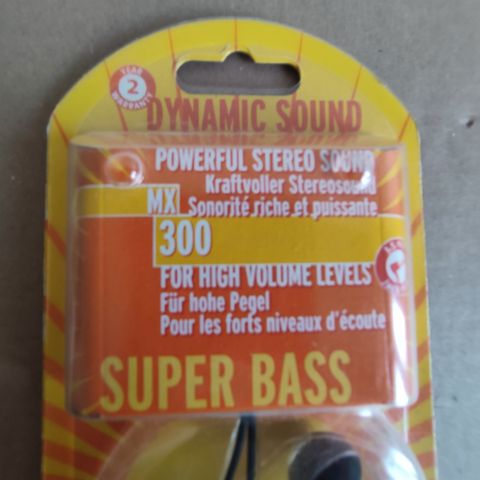 YEAR
2
WARRANTY
DYNAMIC SOUND
POWERFUL STEREO SOUND
Kraftvoller Stereosound
MX Sonorité riche et puissante
300
FOR HIGH VOLUME LEVELS
Für hohe Pegel
Pour les forts niveaux d'écoute
SUPER BASS